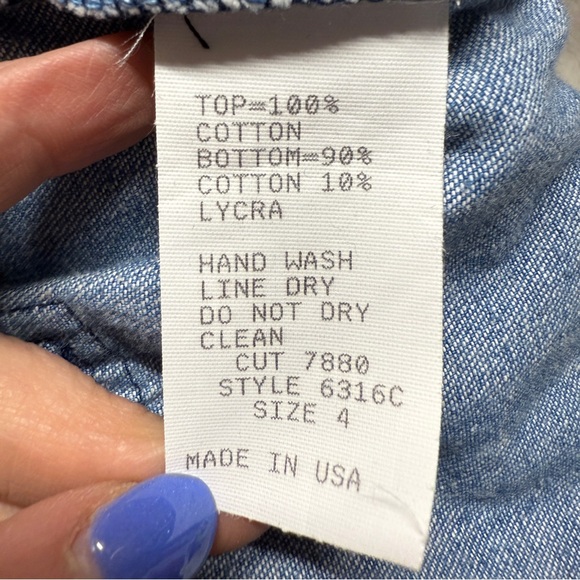 TOP=100%
COTTON
BOTTOM=90%
COTTON 10%
LYCRA
HAND WASH
LINE DRY
DO NOT DRY
CLEAN
CUT 7880
STYLE 6316C
SIZE 4
MADE IN USA